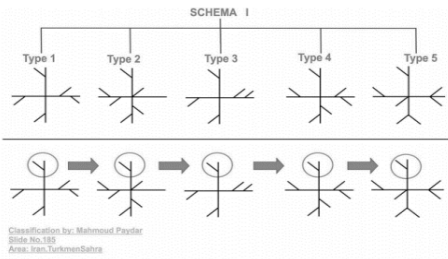 SCHEMA I
Type 1 Type 2 Type 3 Type 4 Type 5
Classification by: Mahmoud Paydar
Slide No.185
Area: Iran.TurkmenSahra